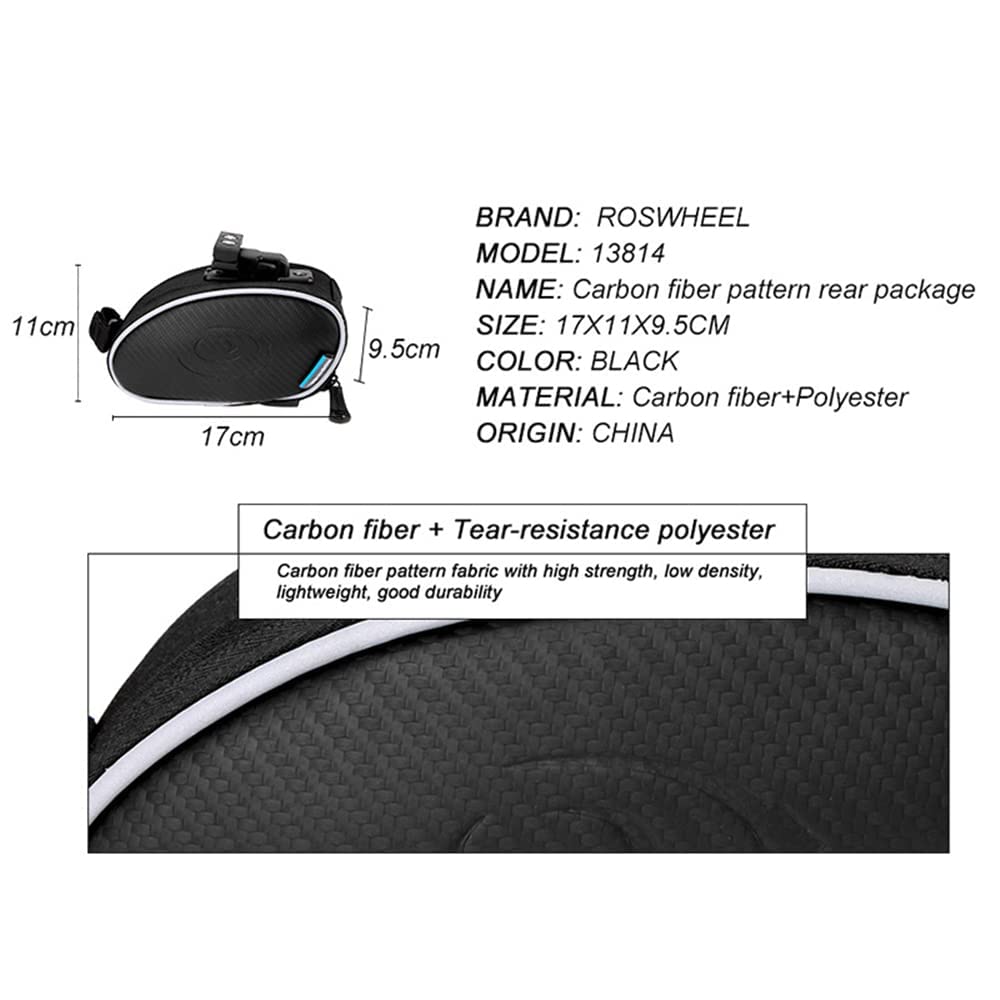 BRAND: ROSWHEEL
MODEL: 13814
NAME: Carbon fiber pattern rear package
SIZE: 17X11X9.5CM
COLOR: BLACK
MATERIAL: Carbon fiber+Polyester
ORIGIN: CHINA
11cm
9.5cm
17cm
Carbon fiber + Tear-resistance polyester
Carbon fiber pattern fabric with high strength, low density,
lightweight, good durability